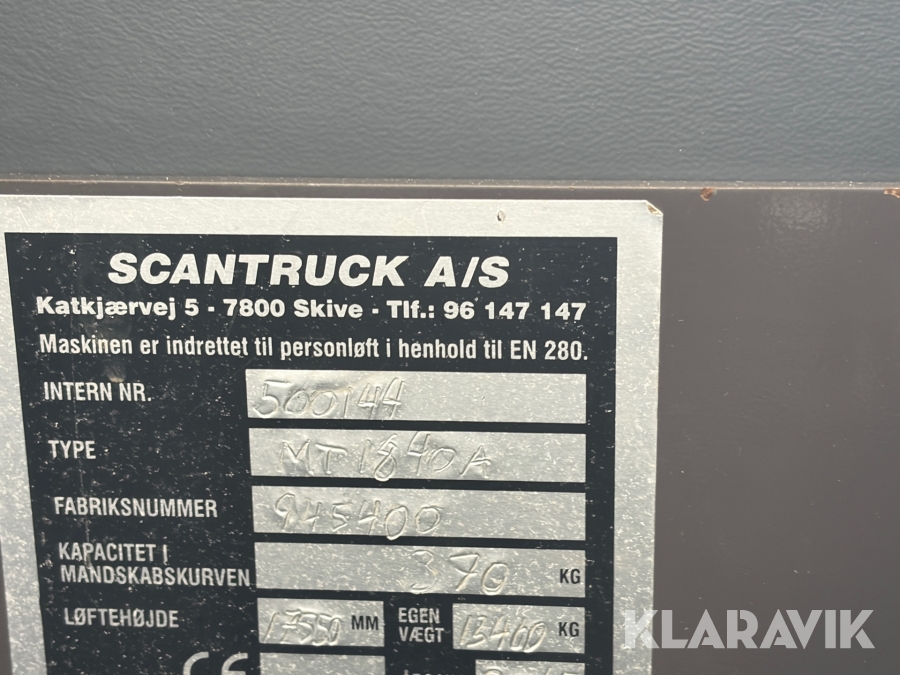 SCANTRUCK A/S
Katkjærvej 5 - 7800 Skive - Tlf.: 96 147 147
Maskinen er indrettet til personløft i henhold til EN 280.
INTERN NR. 500144
TYPE MT1840A
FABRIKSNUMMER 945400
KAPACITET I
MANDSKABSKURVEN 370 KG
LØFTEHØJDE 17550 MM EGEN VÆGT 13400 KG
CE
KLARAVIK